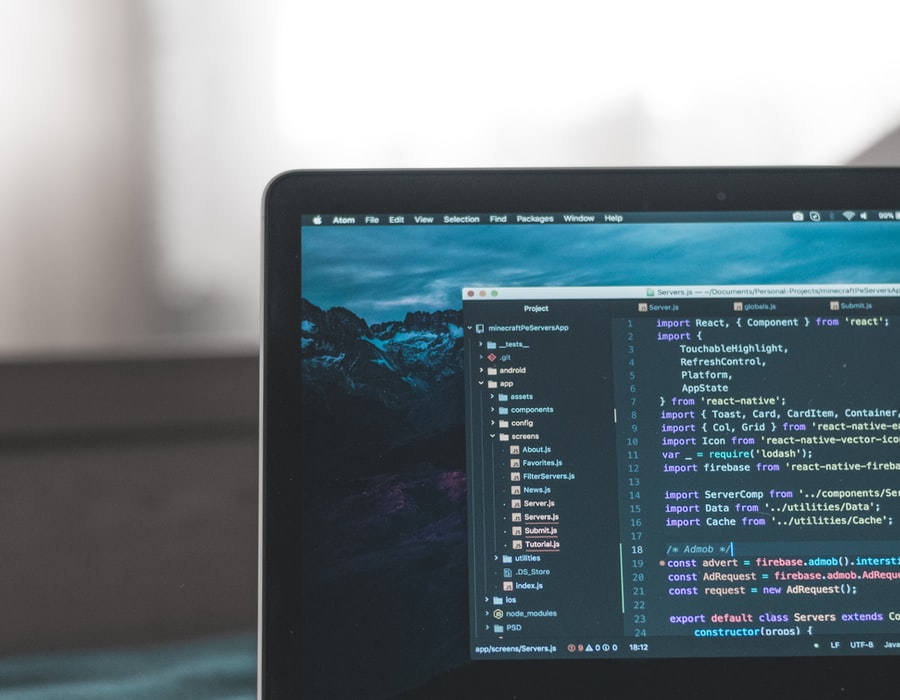 Atom File Edit View Selection Find Packages Window Help 99%
Servers.js — ~/Documents/Personal-Projects/minecraftPeServersAp
Project
Server.js globals.js Submit.js
minecraftPeServersApp
__tests__
.git
android
app
assets
components
config
screens
About.js
Favorites.js
FilterServers.js
News.js
Server.js
Servers.js
Submit.js
Tutorial.js
utilities
.DS_Store
index.js
ios
node_modules
PSD
1 import React, { Component } from 'react';
2 import {
3 TouchableHighlight,
4 RefreshControl,
5 Platform,
6 AppState
7 } from 'react-native';
8 import { Toast, Card, CardItem, Container,
9 import { Col, Grid } from 'react-native-ea
10 import Icon from 'react-native-vector-ico
11 var _ = require('lodash');
12 import firebase from 'react-native-fireba
13
14 import ServerComp from '../components/Ser
15 import Data from '../utilities/Data';
16 import Cache from '../utilities/Cache';
17
18 /* Admob */
19 const advert = firebase.admob().intersti
20 const AdRequest = firebase.admob.AdReque
21 const request = new AdRequest();
22
23 export default class Servers extends Co
24 constructor(props) {
app/screens/Servers.js 9 0 0 18:12 LF UTF-8 Java